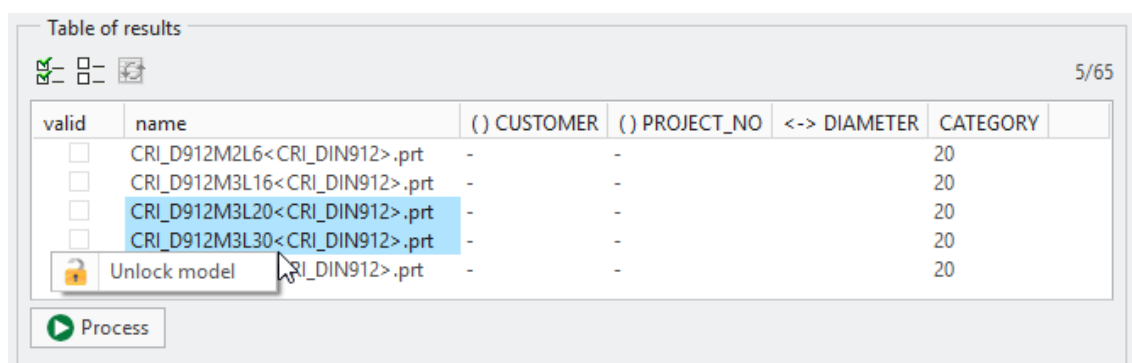 Table of results
5/65
valid name ( ) CUSTOMER ( ) PROJECT_NO <-> DIAMETER CATEGORY
CRI_D912M2L6<CRI_DIN912>.prt - - 20
CRI_D912M3L16<CRI_DIN912>.prt - - 20
CRI_D912M3L20<CRI_DIN912>.prt - - 20
CRI_D912M3L30<CRI_DIN912>.prt - - 20
Unlock model RI_DIN912>.prt - - 20
Process